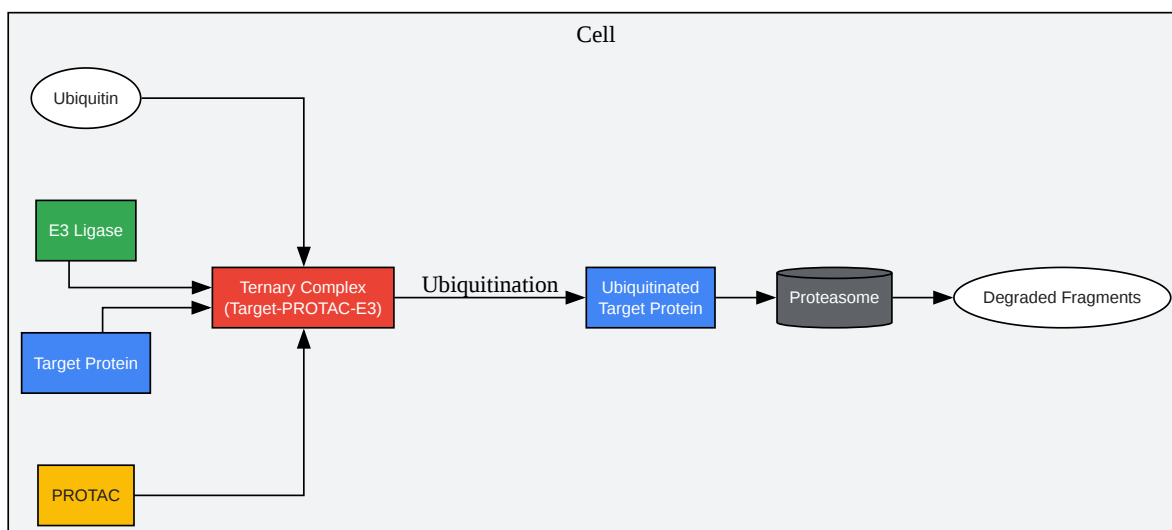 Cell
Ubiquitin
E3 Ligase
Target Protein
PROTAC
Ternary Complex
(Target-PROTAC-E3)
Ubiquitination
Ubiquitinated
Target Protein
Proteasome
Degraded Fragments